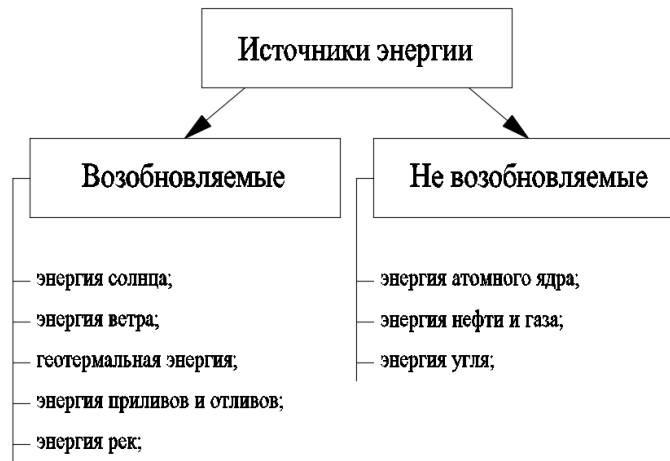 Источники энергии
Возобновляемые
Не возобновляемые
энергия солнца;
энергия ветра;
геотермальная энергия;
энергия приливов и отливов;
энергия рек;
энергия атомного ядра;
энергия нефти и газа;
энергия угля;